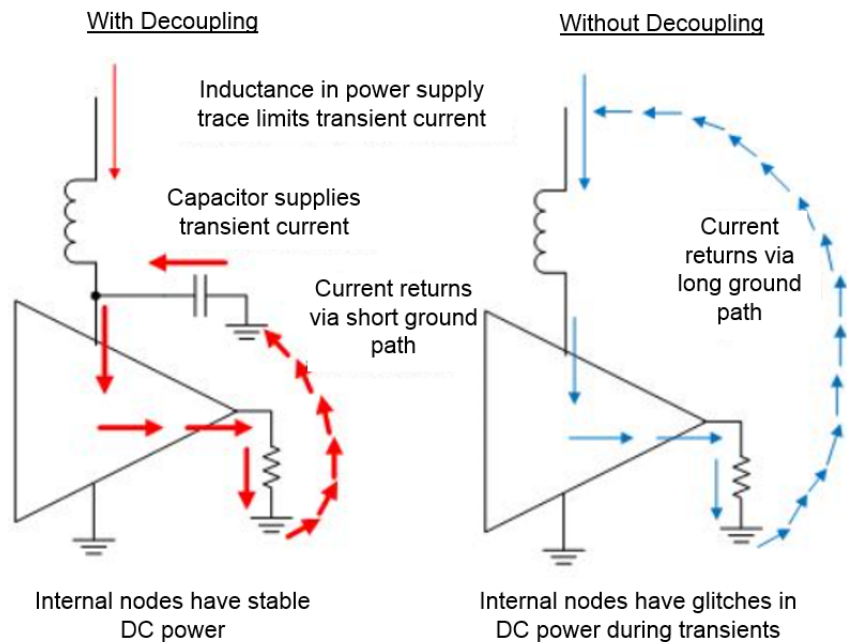 With Decoupling
Without Decoupling
Inductance in power supply
trace limits transient current
Capacitor supplies
transient current
Current returns
via short ground
path
Current
returns via
long ground
path
Internal nodes have stable
DC power
Internal nodes have glitches in
DC power during transients